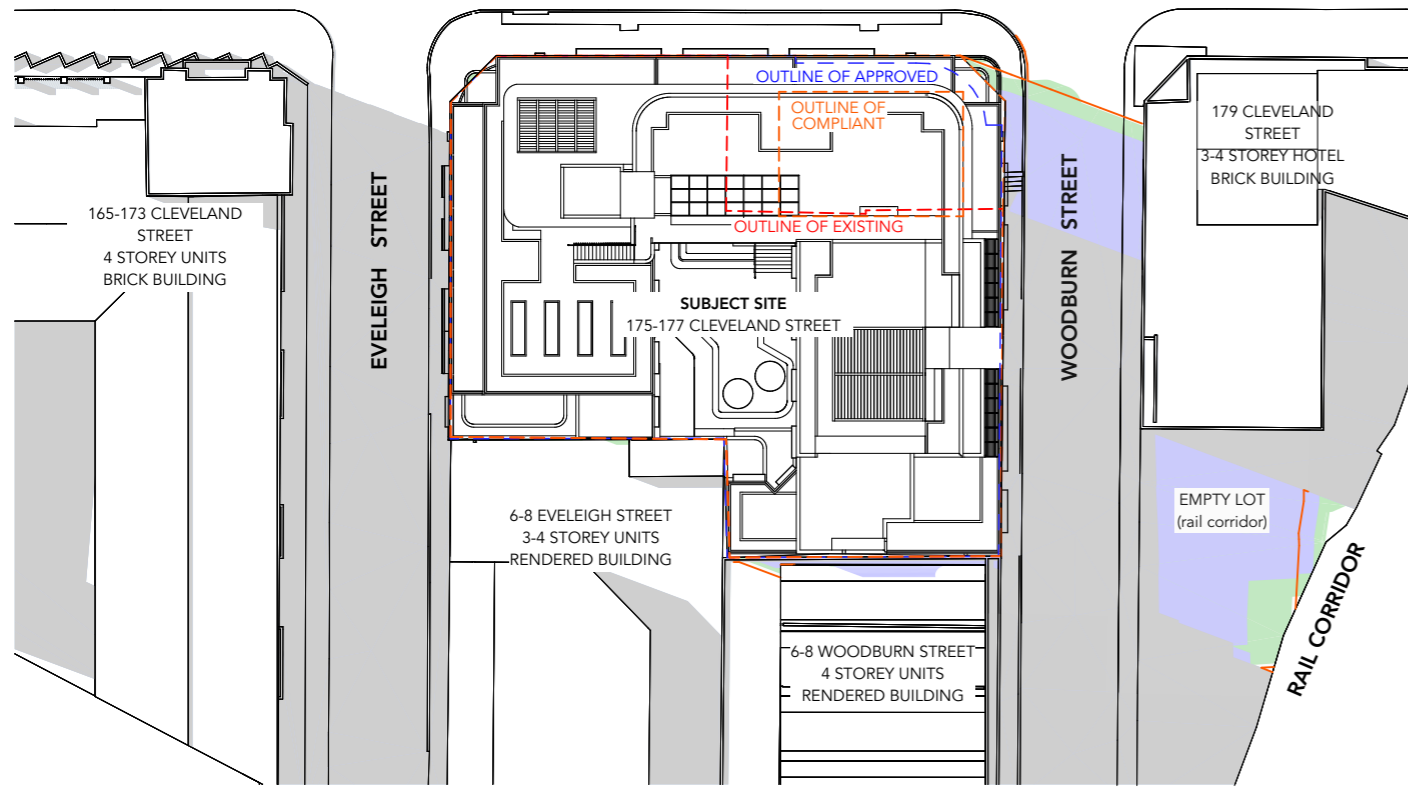 OUTLINE OF APPROVED
OUTLINE OF
COMPLIANT
179 CLEVELAND
STREET
3-4 STOREY HOTEL
BRICK BUILDING
165-173 CLEVELAND
STREET
4 STOREY UNITS
BRICK BUILDING
EVELEIGH STREET
WOODBURN STREET
OUTLINE OF EXISTING
SUBJECT SITE
175-177 CLEVELAND STREET
6-8 EVELEIGH STREET
3-4 STOREY UNITS
RENDERED BUILDING
EMPTY LOT
(rail corridor)
RAIL CORRIDOR
6-8 WOODBURN STREET
4 STOREY UNITS
RENDERED BUILDING